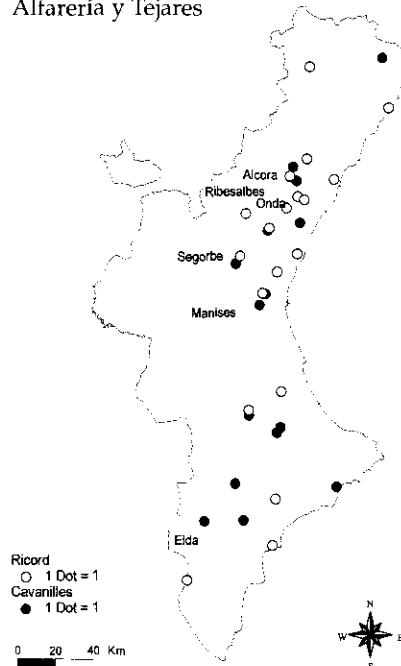 Alfarería y Tejares
Alcora
Ribesalbes
Onda
Segorbe
Manises
Elda
Ricord
1 Dot = 1
Cavanilles
1 Dot = 1
0 20 40 Km
N
W E
S